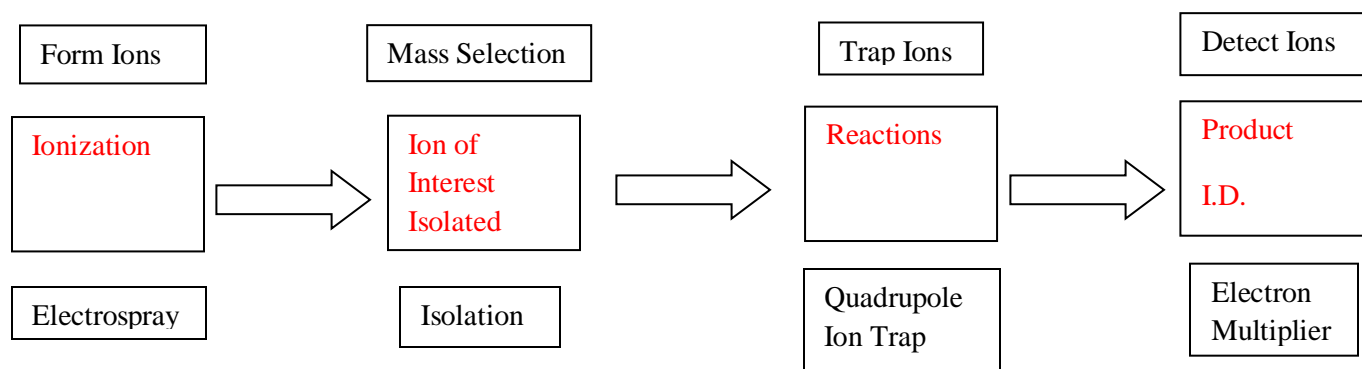 Form Ions
Mass Selection
Trap Ions
Detect Ions
Ionization
Ion of
Interest
Isolated
Reactions
Product
I.D.
Electrospray
Isolation
Quadrupole
Ion Trap
Electron
Multiplier